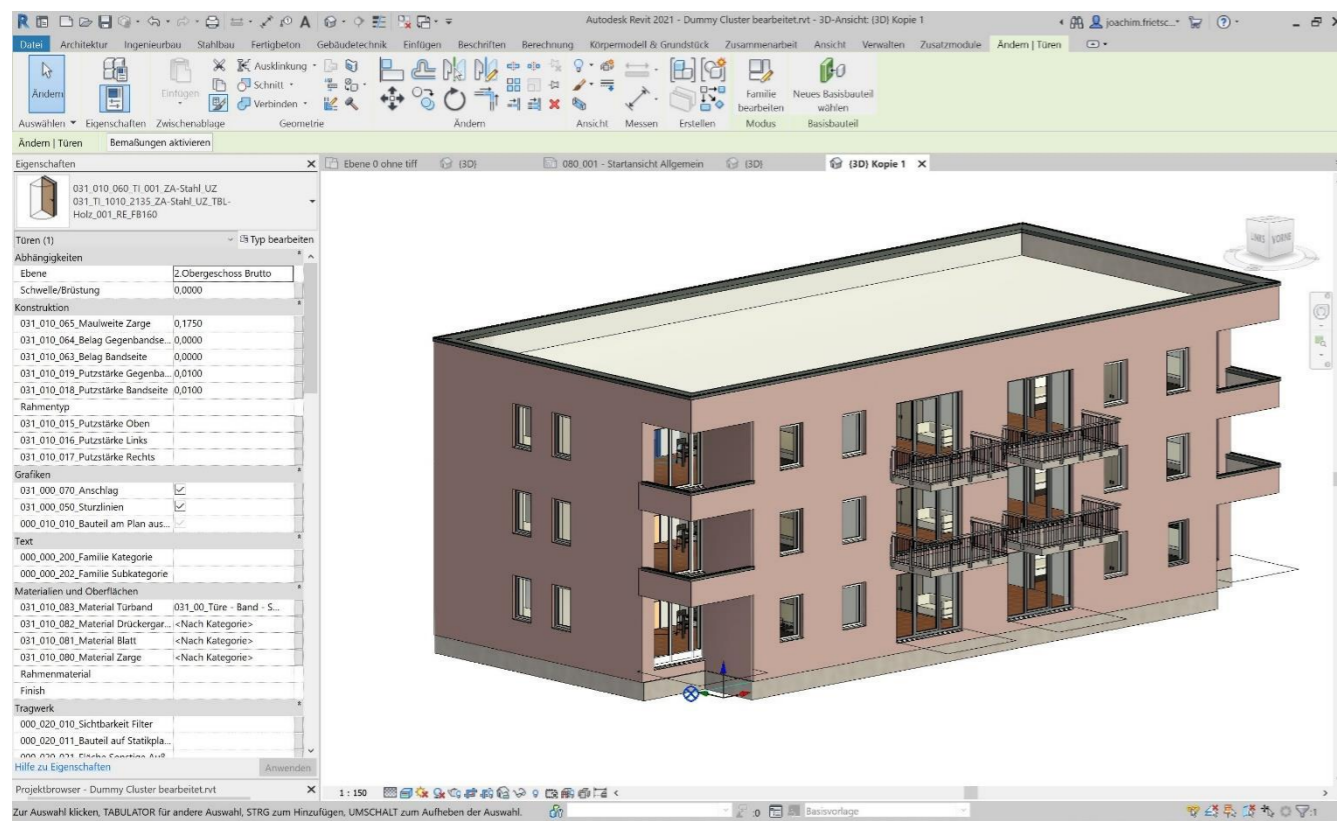 Autodesk Revit 2021 - Dummy Cluster bearbeitet.rvt - 3D-Ansicht: {3D} Kopie 1
joachim.frietsc...
Datei Architektur Ingenieurbau Stahlbau Fertigbeton Gebäudetechnik Einfügen Beschriften Berechnung Körpermodell & Grundstück Zusammenarbeit Ansicht Verwalten Zusatzmodule Ändern | Türen
Ändern Einfügen Ausklinkung Familie Neues Basisbauteil
Schnitt bearbeiten wählen
Verbinden
Auswählen Eigenschaften Zwischenablage Geometrie Ändern Ansicht Messen Erstellen Modus Basisbauteil
Ändern | Türen Bemaßungen aktivieren
Eigenschaften X Ebene 0 ohne tiff {3D} 080_001 - Startansicht Allgemein {3D} {3D} Kopie 1 X
031_010_060_TI_001_ZA-Stahl_UZ
031_TI_1010_2135_ZA-Stahl_UZ_TBL-
Holz_001_RE_FB160
Türen (1) Typ bearbeiten
Abhängigkeiten
Ebene 2.Obergeschoss Brutto
Schwelle/Brüstung 0,0000
Konstruktion
031_010_065_Maulweite Zarge 0,1750
031_010_064_Belag Gegenbandse... 0,0000
031_010_063_Belag Bandseite 0,0000
031_010_019_Putzstärke Gegenba... 0,0100
031_010_018_Putzstärke Bandseite 0,0100
Rahmentyp
031_010_015_Putzstärke Oben
031_010_016_Putzstärke Links
031_010_017_Putzstärke Rechts
Grafiken
031_000_070_Anschlag
031_000_050_Sturzlinien
000_010_010_Bauteil am Plan aus...
Text
000_000_200_Familie Kategorie
000_000_202_Familie Subkategorie
Materialien und Oberflächen
031_010_083_Material Türband 031_00_Türe - Band - S...
031_010_082_Material Drückergar... <Nach Kategorie>
031_010_081_Material Blatt <Nach Kategorie>
031_010_080_Material Zarge <Nach Kategorie>
Rahmenmaterial
Finish
Tragwerk
000_020_010_Sichtbarkeit Filter
000_020_011_Bauteil auf Statikpla...
Hilfe zu Eigenschaften Anwenden
Projektbrowser - Dummy Cluster bearbeitet.rvt X 1 : 150
Zur Auswahl klicken, TABULATOR für andere Auswahl, STRG zum Hinzufügen, UMSCHALT zum Aufheben der Auswahl. :0 Basisvorlage :1
LINKS VORNE